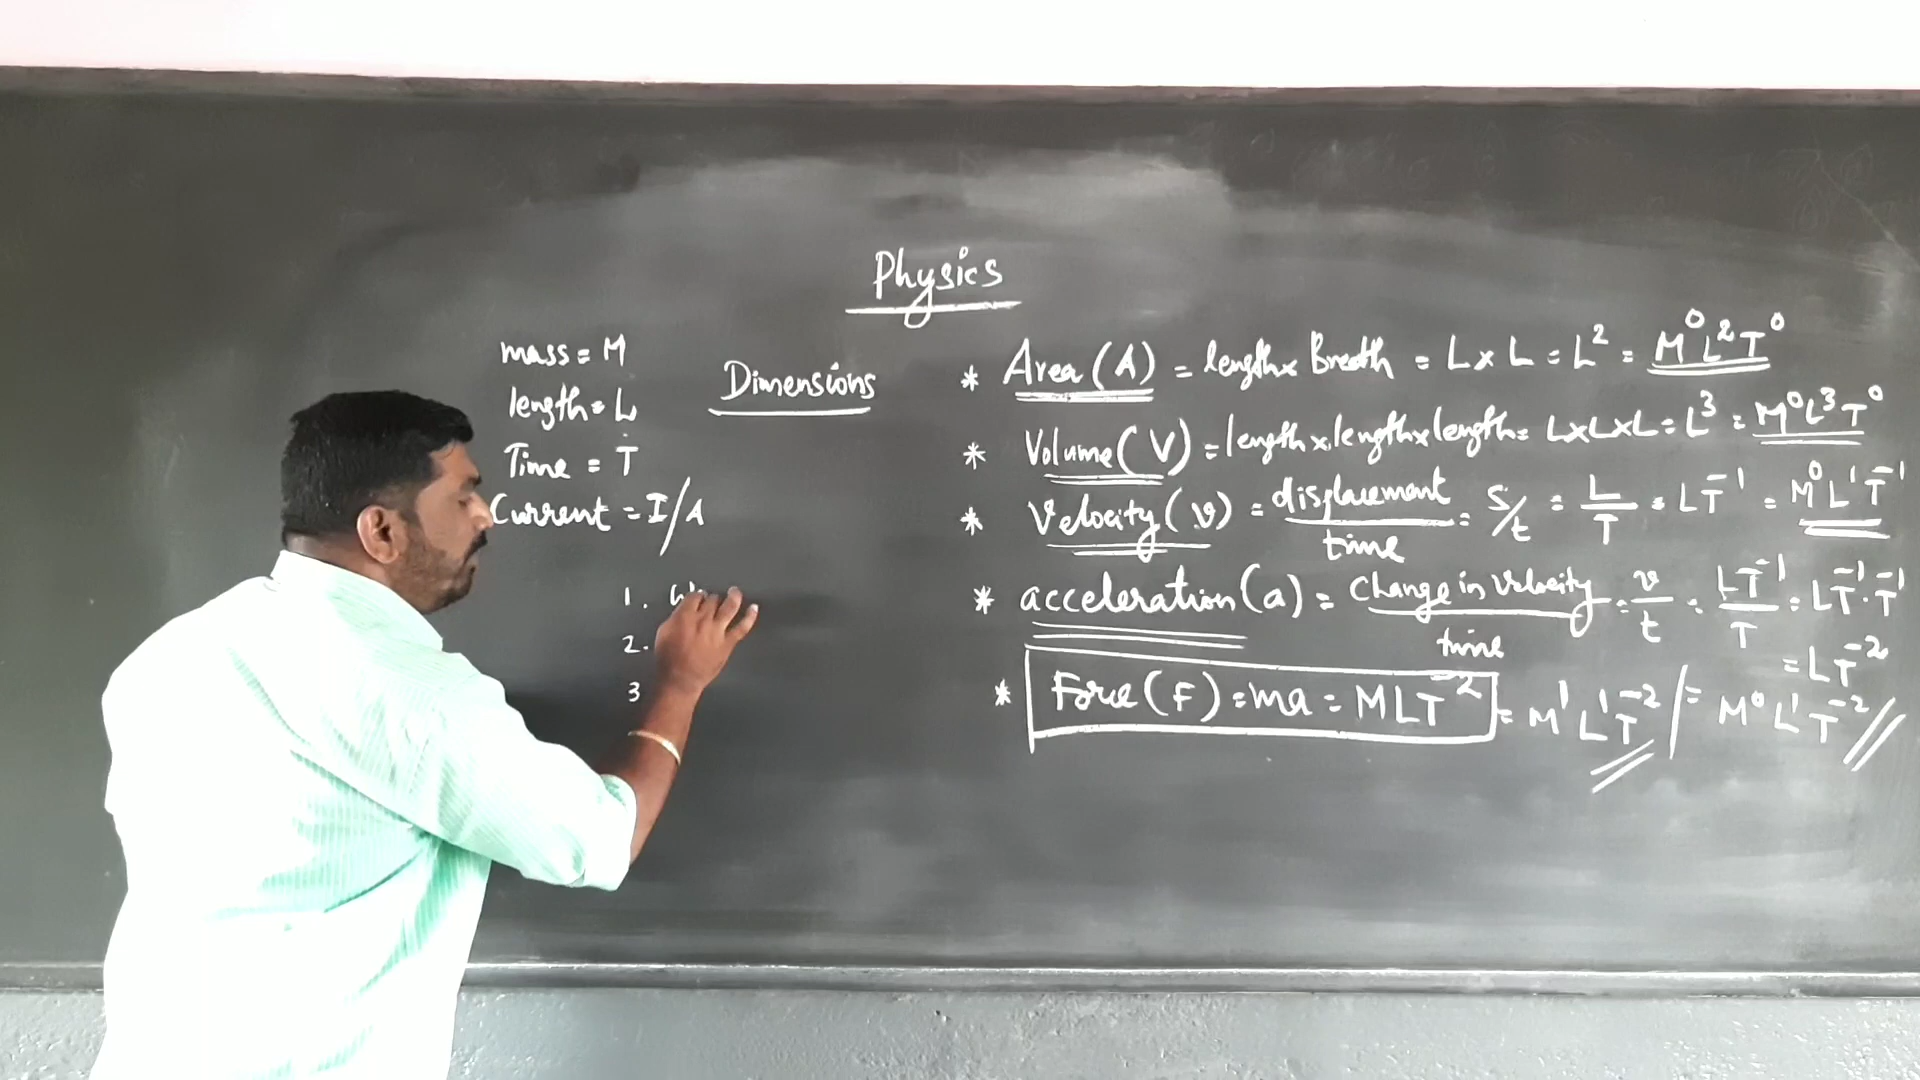 Physics
mass = M
length = L
Time = T
Current = I/A
Dimensions
1.
2.
3
* Area (A) = length x Breath = L x L = L² = M⁰L²T⁰
* Volume (V) = length x length x length = LxLxL = L³ = M⁰L³T⁰
* Velocity (v) = displacement/time = s/t = L/T = LT⁻¹ = M⁰L¹T⁻¹
* acceleration (a) = Change in Velocity/time = v/t = LT⁻¹/T = LT⁻¹·T⁻¹
= LT⁻²
* Force (F) = ma = MLT⁻² = M¹L¹T⁻² / = M⁰L¹T⁻² //